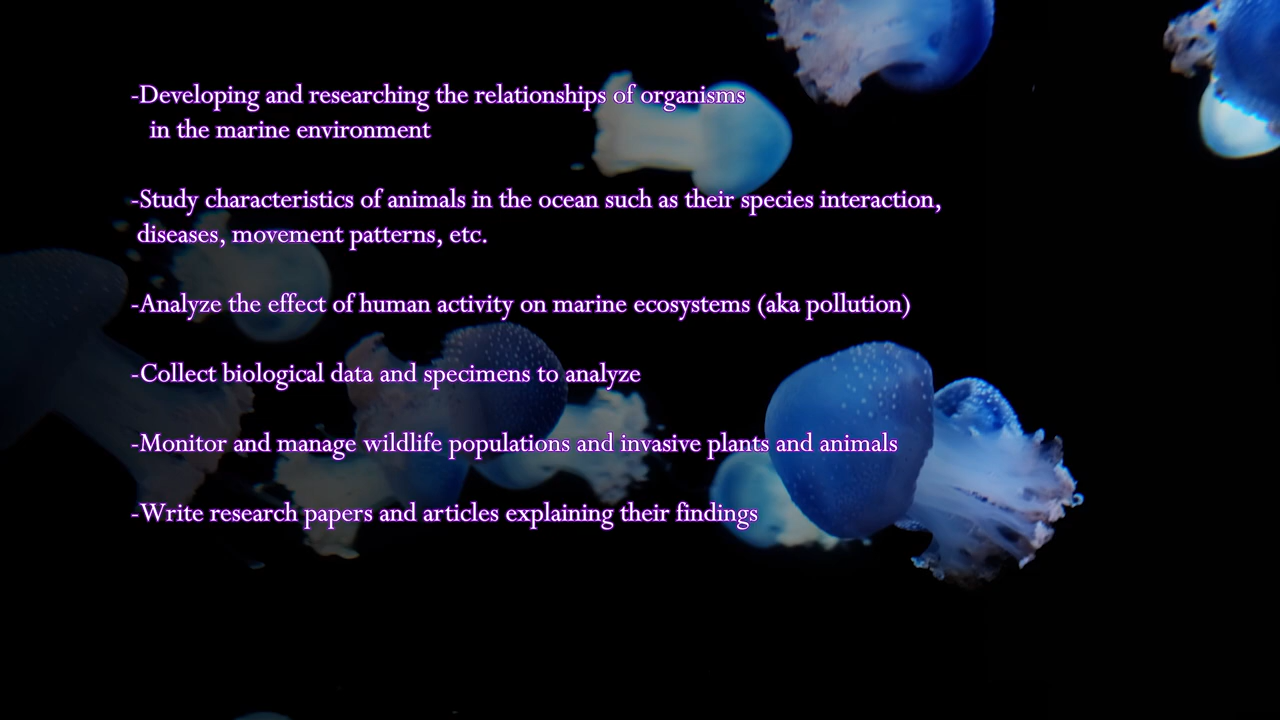 -Developing and researching the relationships of organisms
in the marine environment
-Study characteristics of animals in the ocean such as their species interaction,
diseases, movement patterns, etc.
-Analyze the effect of human activity on marine ecosystems (aka pollution)
-Collect biological data and specimens to analyze
-Monitor and manage wildlife populations and invasive plants and animals
-Write research papers and articles explaining their findings